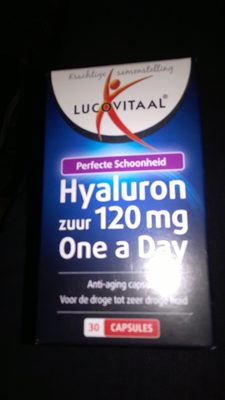 Krachtige samenstelling
LUCOVITAAL®
Perfecte Schoonheid
Hyaluron
zuur 120 mg
One a Day
Anti-aging
Voor de droge tot zeer droge huid
30 CAPSULES